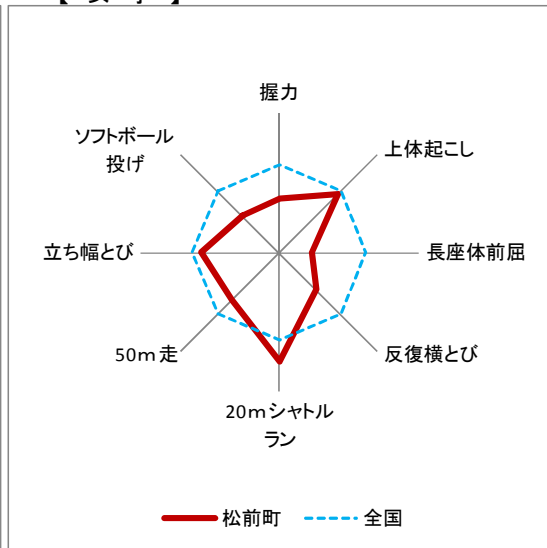 握力
ソフトボール
投げ
上体起こし
立ち幅とび
長座体前屈
50m走
反復横とび
20mシャトル
ラン
松前町
全国